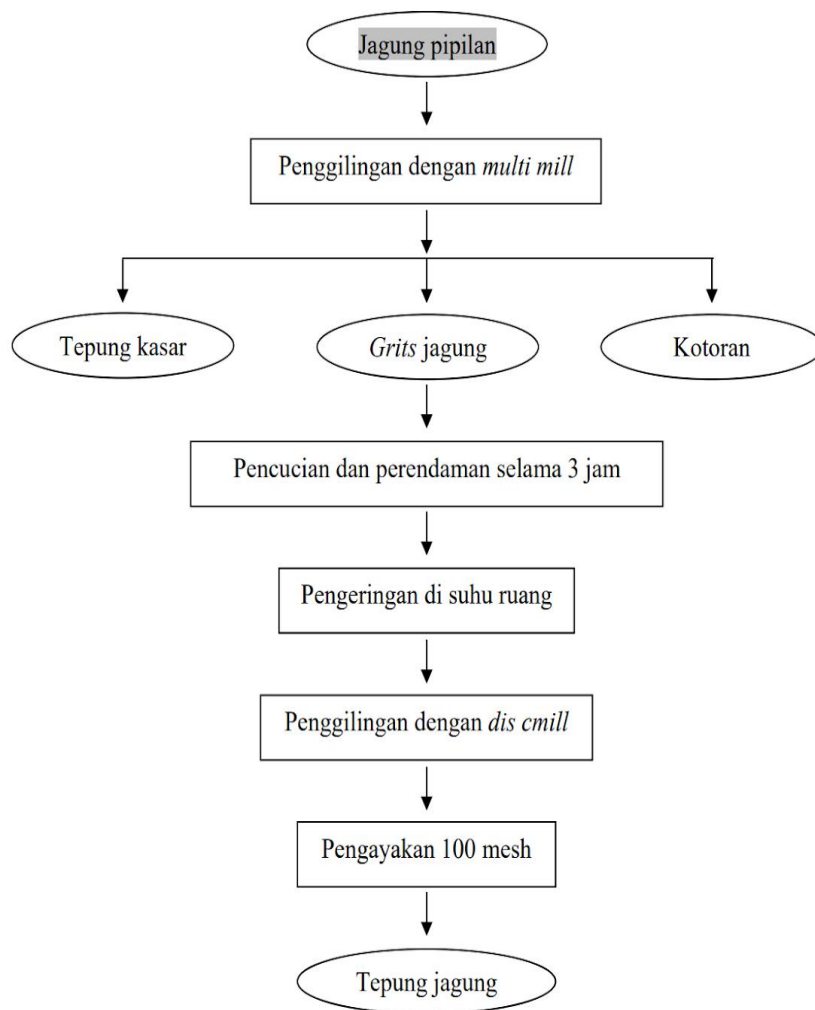 Jagung pipilan
Penggilingan dengan multi mill
Tepung kasar
Grits jagung
Kotoran
Pencucian dan perendaman selama 3 jam
Pengeringan di suhu ruang
Penggilingan dengan dis cmill
Pengayakan 100 mesh
Tepung jagung